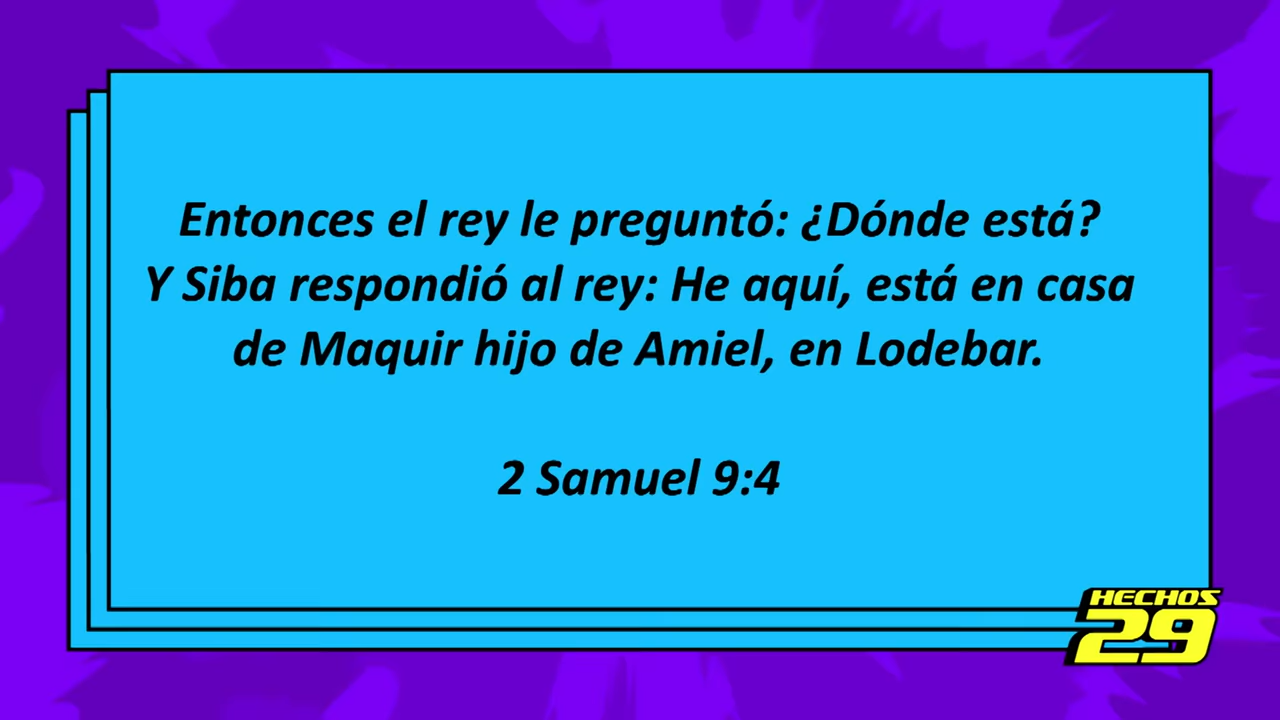 Entonces el rey le preguntó: ¿Dónde está?
Y Siba respondió al rey: He aquí, está en casa
de Maquir hijo de Amiel, en Lodebar.
2 Samuel 9:4
HECHOS
29